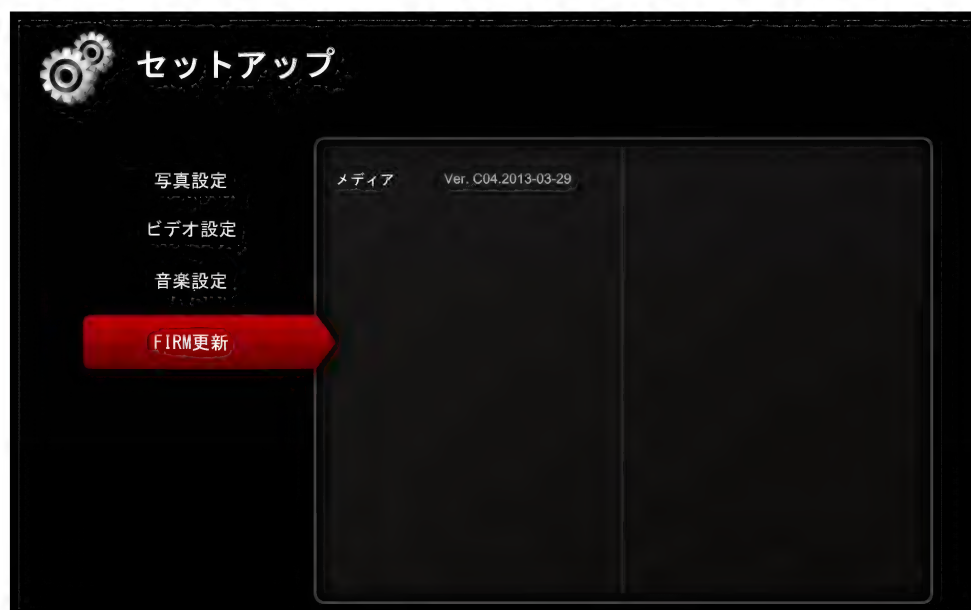 セットアップ
写真設定
メディア Ver. C04.2013-03-29
ビデオ設定
音楽設定
FIRM更新